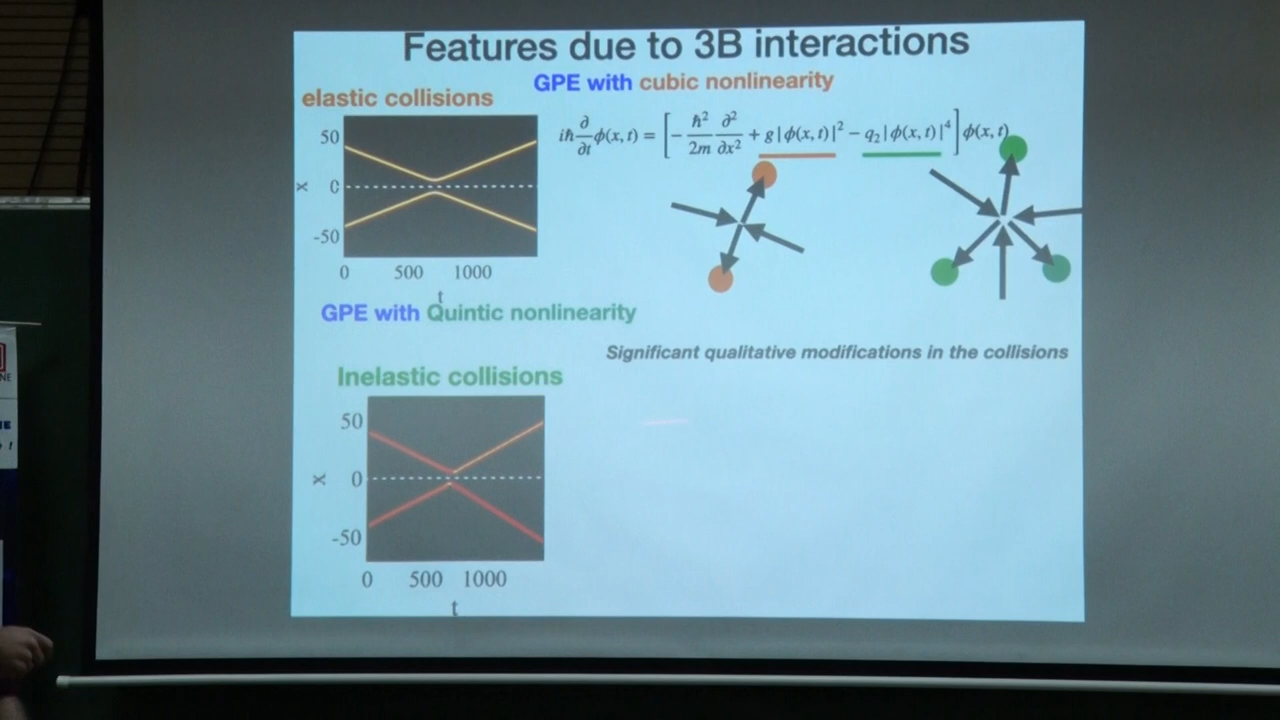 Features due to 3B interactions
GPE with cubic nonlinearity
elastic collisions
iħ ∂/∂t ϕ(x, t) = [ − ħ²/2m ∂²/∂x² + g|ϕ(x, t)|² − q₂|ϕ(x, t)|⁴ ] ϕ(x, t)
50
x 0
-50
0 500 1000
t
GPE with Quintic nonlinearity
Significant qualitative modifications in the collisions
Inelastic collisions
50
x 0
-50
0 500 1000
t
NE